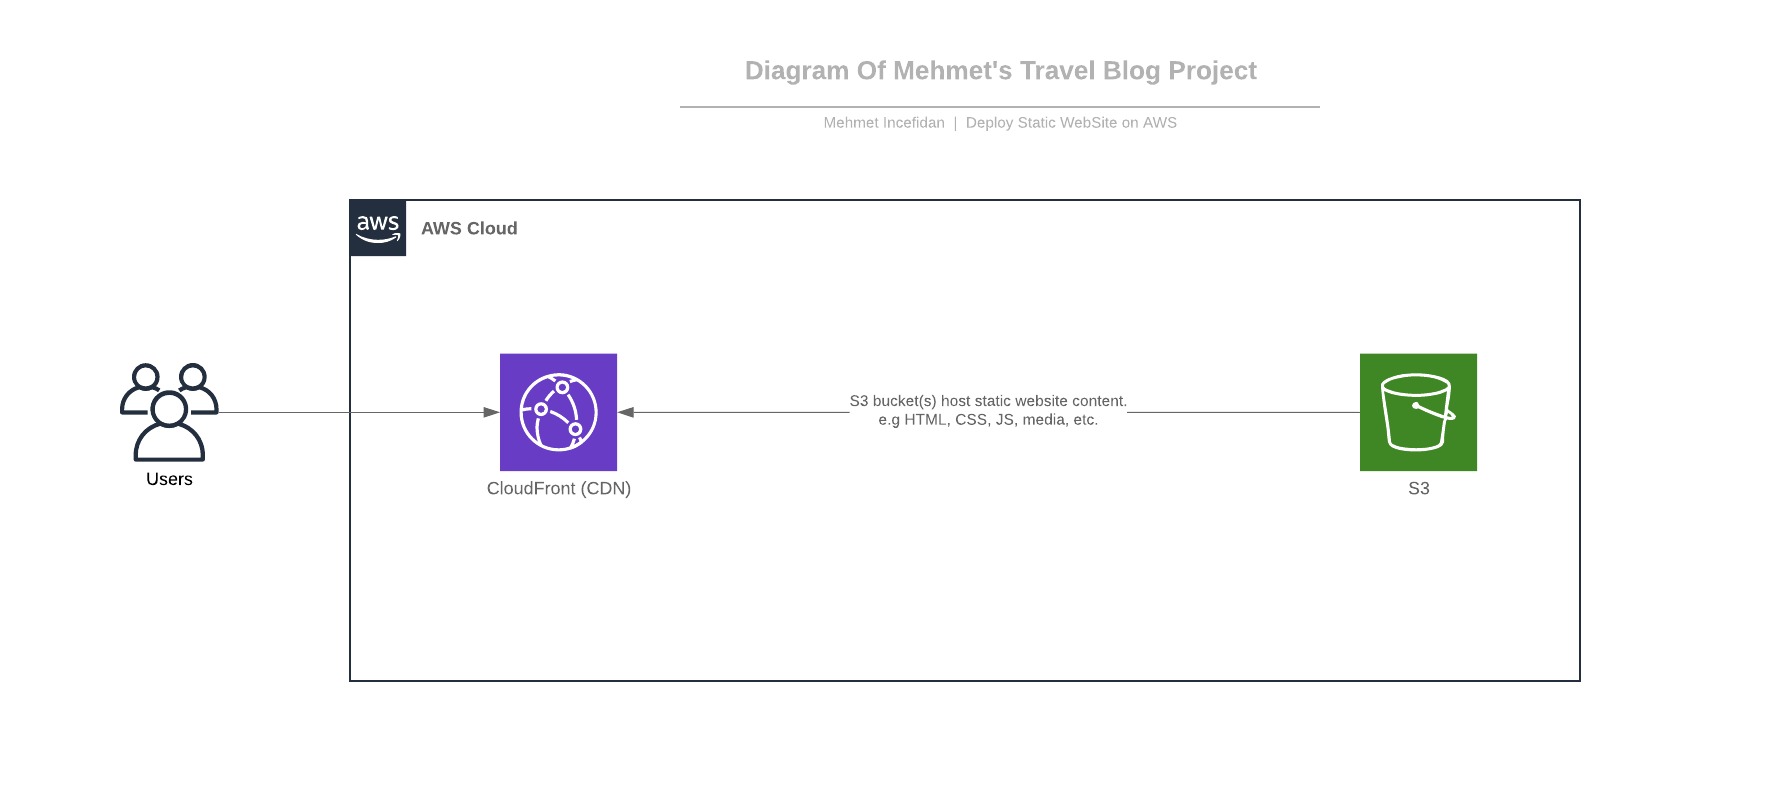 Diagram Of Mehmet's Travel Blog Project
Mehmet Incefidan | Deploy Static WebSite on AWS
aws
AWS Cloud
S3 bucket(s) host static website content.
e.g HTML, CSS, JS, media, etc.
Users
CloudFront (CDN)
S3